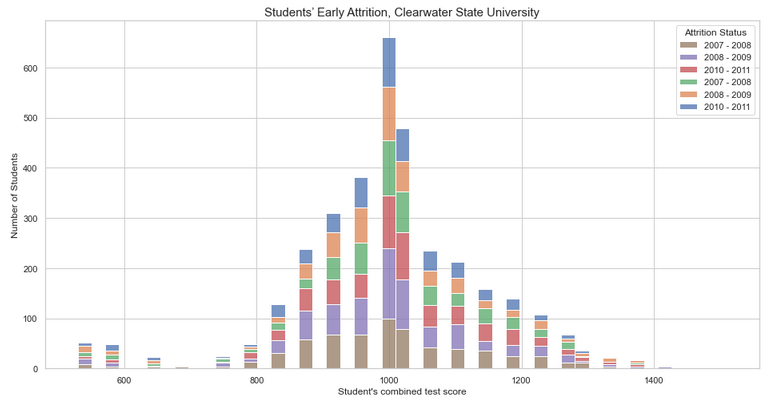 Students’ Early Attrition, Clearwater State University
Attrition Status
2007 - 2008
2008 - 2009
2010 - 2011
2007 - 2008
2008 - 2009
2010 - 2011
Number of Students
600
500
400
300
200
100
0
600 800 1000 1200 1400
Student's combined test score